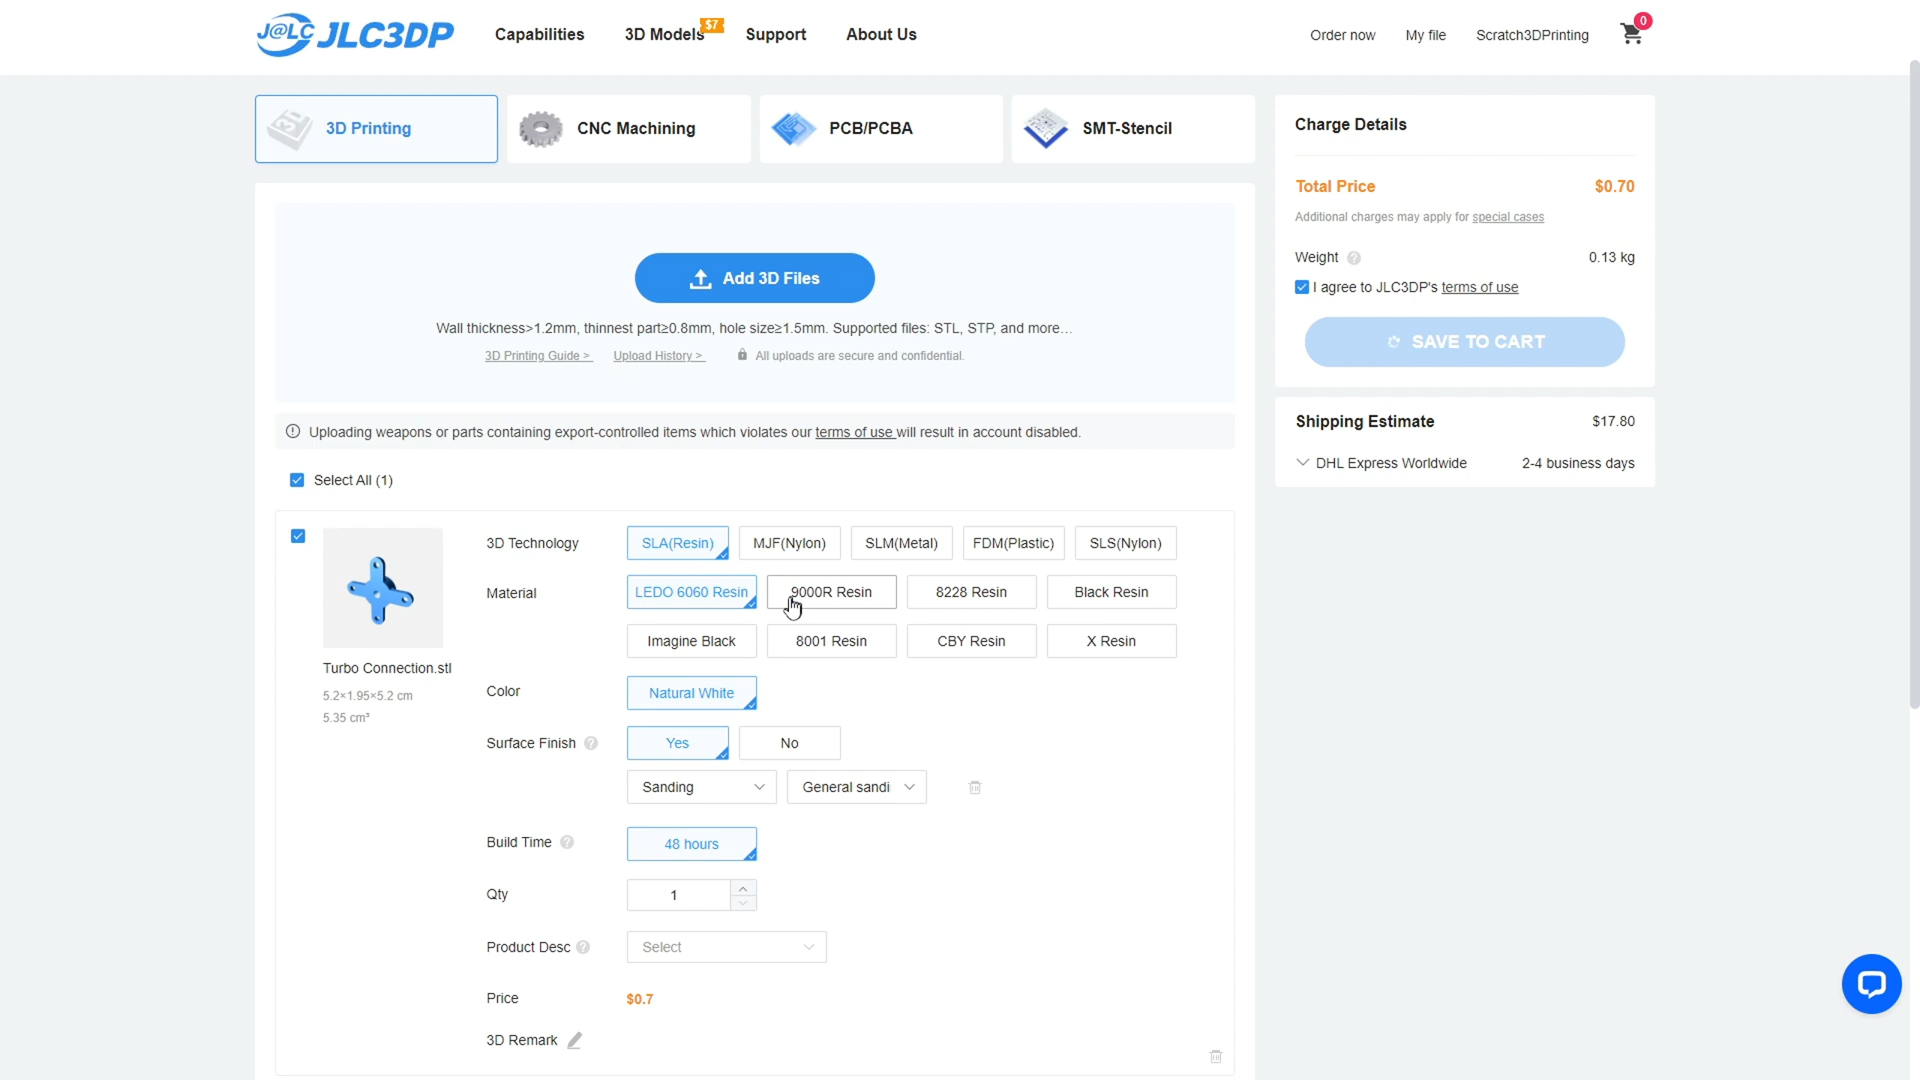 J@LC JLC3DP
Capabilities
3D Models
$7
Support
About Us
Order now
My file
Scratch3DPrinting
0
3D
3D Printing
CNC Machining
PCB/PCBA
SMT-Stencil
Add 3D Files
Wall thickness>1.2mm, thinnest part≥0.8mm, hole size≥1.5mm. Supported files: STL, STP, and more...
3D Printing Guide >
Upload History >
All uploads are secure and confidential.
Uploading weapons or parts containing export-controlled items which violates our terms of use will result in account disabled.
Select All (1)
Turbo Connection.stl
5.2×1.95×5.2 cm
5.35 cm³
3D Technology
SLA(Resin)
MJF(Nylon)
SLM(Metal)
FDM(Plastic)
SLS(Nylon)
Material
LEDO 6060 Resin
9000R Resin
8228 Resin
Black Resin
Imagine Black
8001 Resin
CBY Resin
X Resin
Color
Natural White
Surface Finish ?
Yes
No
Sanding
General sandi
Build Time ?
48 hours
Qty
1
Product Desc ?
Select
Price
$0.7
3D Remark
Charge Details
Total Price
$0.70
Additional charges may apply for special cases
Weight ?
0.13 kg
I agree to JLC3DP's terms of use
SAVE TO CART
Shipping Estimate
$17.80
DHL Express Worldwide
2-4 business days